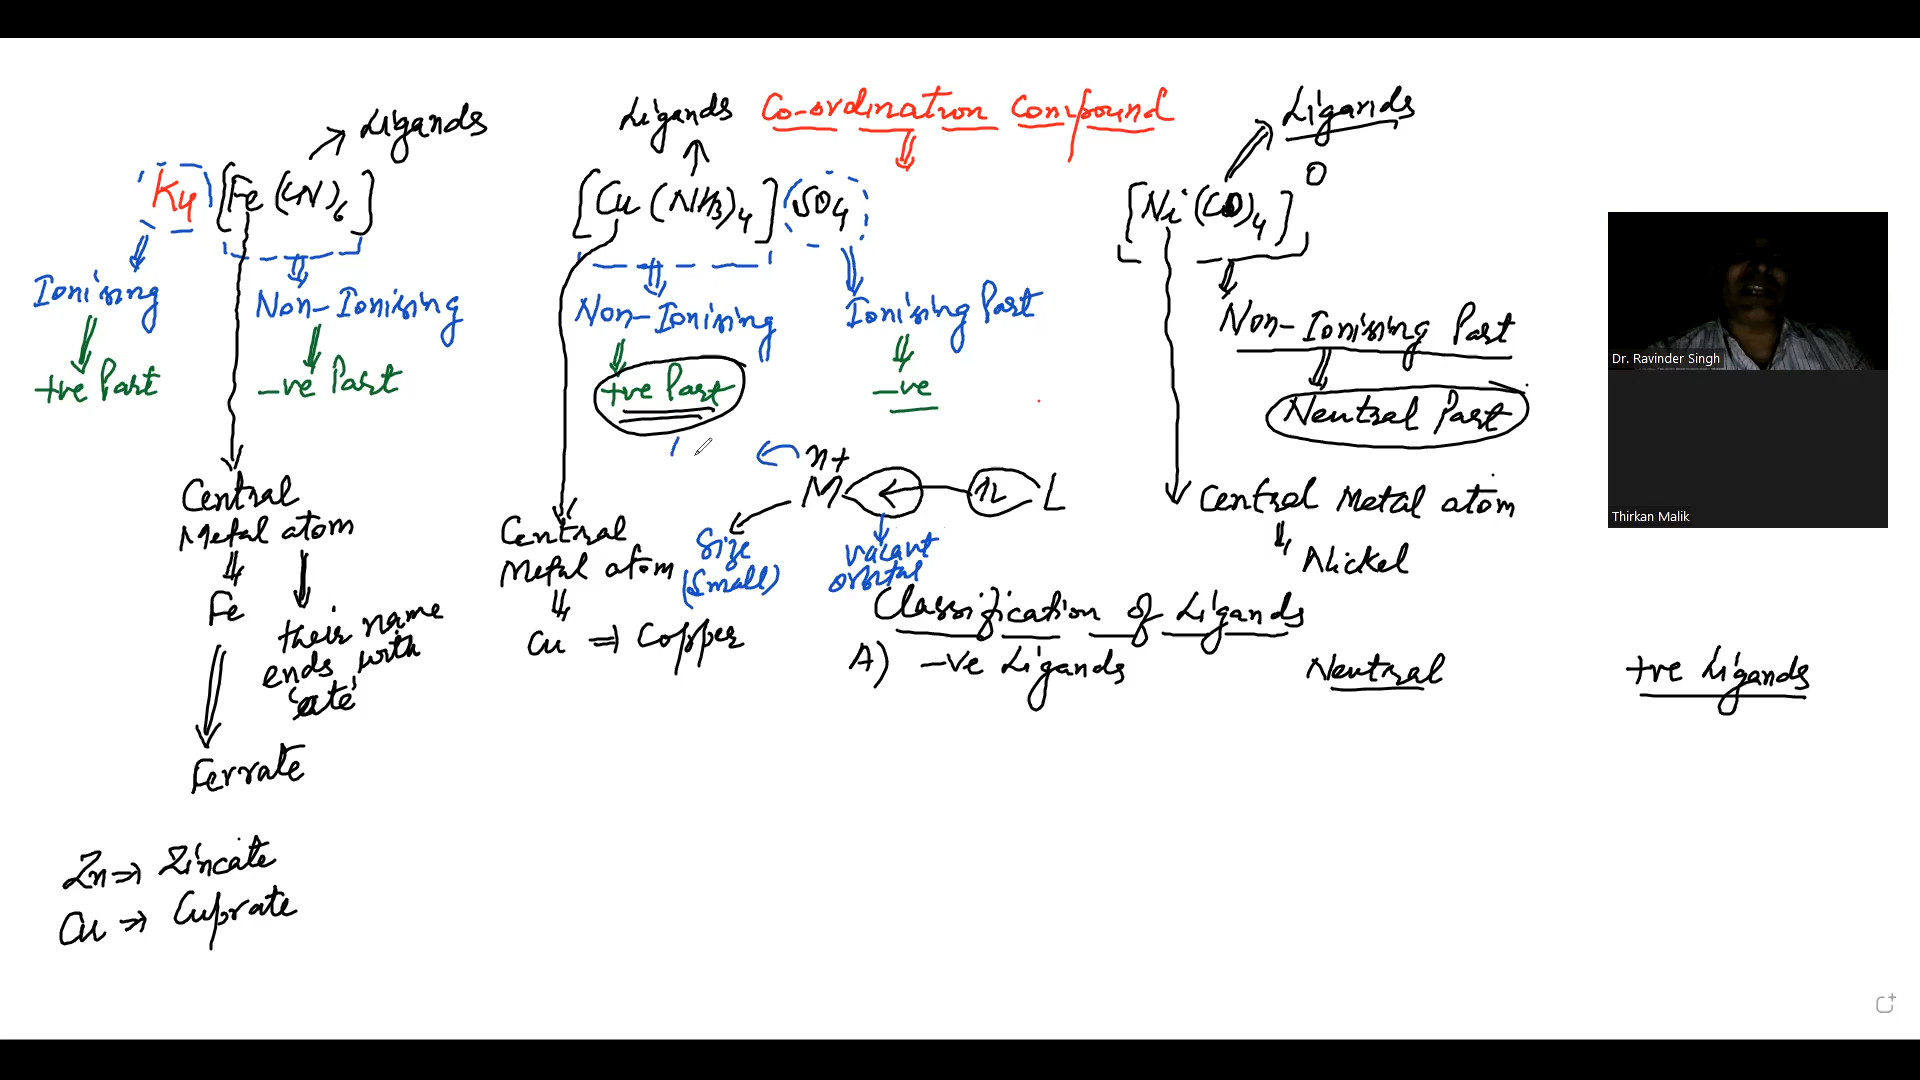 Co-ordination Compound
Ligands
K4 [Fe (CN)6]
Ionising
+ve Part
Non-Ionising
-ve Part
Central
Metal atom
Fe
their name
ends with
'ate'
Ferrate
Zn ⇒ Zincate
Cu ⇒ Cuprate
Ligands
[Cu (NH3)4] SO4
Non-Ionising
+ve Part
Ionising Part
-ve
Central
Metal atom
Cu ⇒ Copper
n+
M ← L
Size
(Small)
vacant
orbital
Ligands
[Ni (CO)4] 0
Non-Ionising Part
Neutral Part
Central Metal atom
Nickel
Classification of Ligands
A) -Ve Ligands Neutral +ve Ligands
Dr. Ravinder Singh
Thirkan Malik